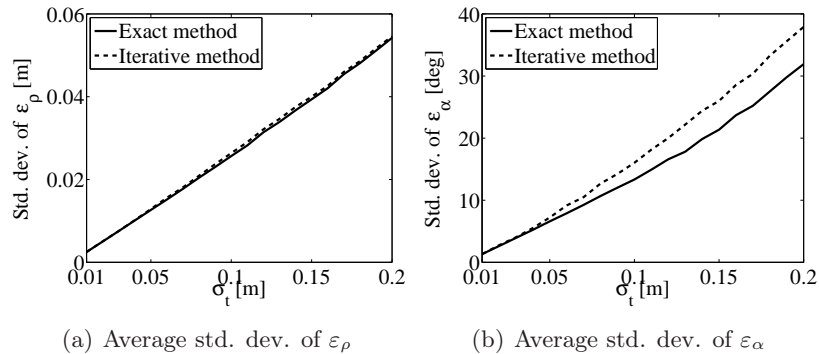 Exact method
Iterative method
Std. dev. of ε_ρ [m]
0.06
0.04
0.02
0
0.01 0.05 0.1 0.15 0.2
σ_t [m]
(a) Average std. dev. of ε_ρ
Exact method
Iterative method
Std. dev. of ε_α [deg]
40
30
20
10
0
0.01 0.05 0.1 0.15 0.2
σ_t [m]
(b) Average std. dev. of ε_α